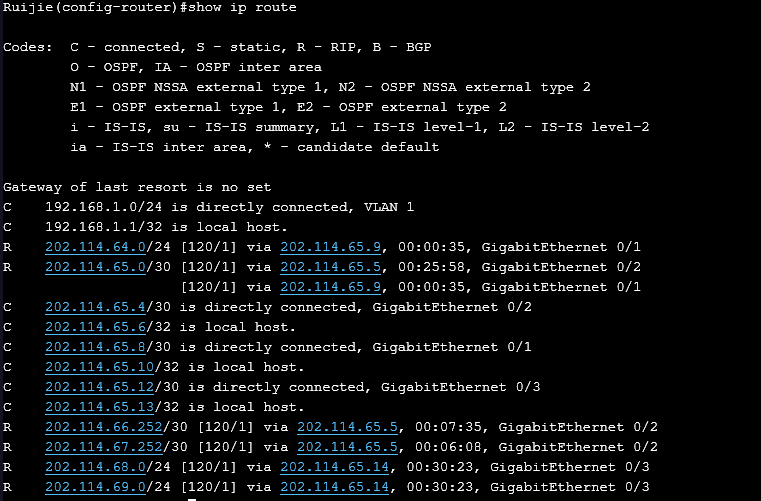 Ruijie(config-router)#show ip route
Codes:  C - connected, S - static, R - RIP, B - BGP
        O - OSPF, IA - OSPF inter area
        N1 - OSPF NSSA external type 1, N2 - OSPF NSSA external type 2
        E1 - OSPF external type 1, E2 - OSPF external type 2
        i - IS-IS, su - IS-IS summary, L1 - IS-IS level-1, L2 - IS-IS level-2
        ia - IS-IS inter area, * - candidate default
Gateway of last resort is no set
C    192.168.1.0/24 is directly connected, VLAN 1
C    192.168.1.1/32 is local host.
R    202.114.64.0/24 [120/1] via 202.114.65.9, 00:00:35, GigabitEthernet 0/1
R    202.114.65.0/30 [120/1] via 202.114.65.5, 00:25:58, GigabitEthernet 0/2
                     [120/1] via 202.114.65.9, 00:00:35, GigabitEthernet 0/1
C    202.114.65.4/30 is directly connected, GigabitEthernet 0/2
C    202.114.65.6/32 is local host.
C    202.114.65.8/30 is directly connected, GigabitEthernet 0/1
C    202.114.65.10/32 is local host.
C    202.114.65.12/30 is directly connected, GigabitEthernet 0/3
C    202.114.65.13/32 is local host.
R    202.114.66.252/30 [120/1] via 202.114.65.5, 00:07:35, GigabitEthernet 0/2
R    202.114.67.252/30 [120/1] via 202.114.65.5, 00:06:08, GigabitEthernet 0/2
R    202.114.68.0/24 [120/1] via 202.114.65.14, 00:30:23, GigabitEthernet 0/3
R    202.114.69.0/24 [120/1] via 202.114.65.14, 00:30:23, GigabitEthernet 0/3